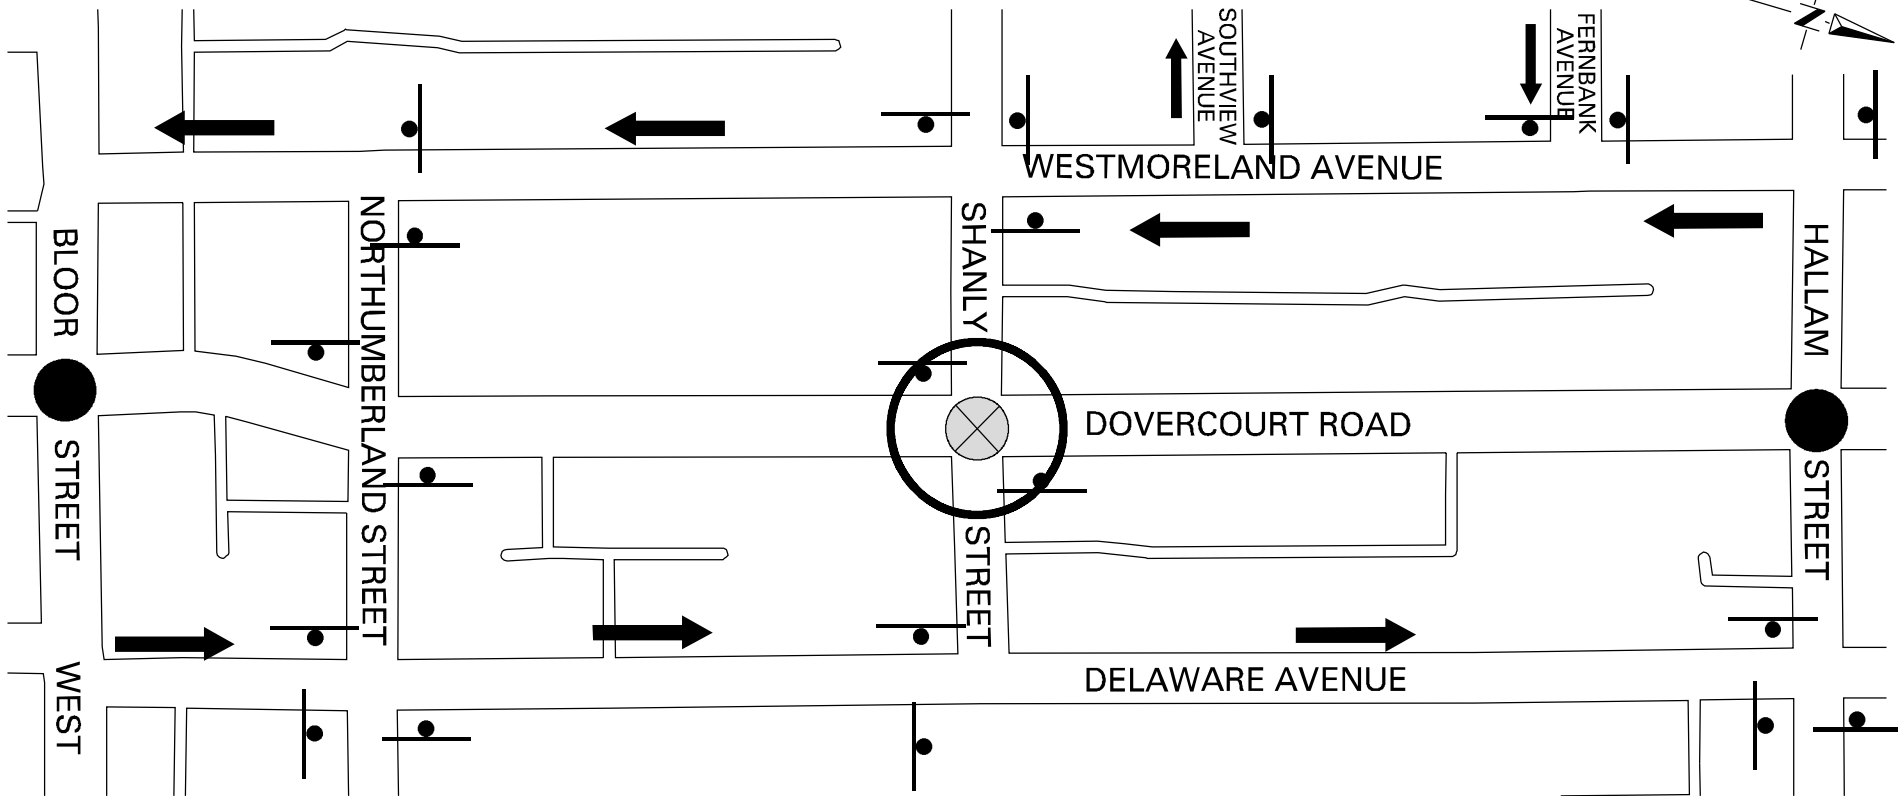 SOUTHVIEW
AVENUE
FERNBANK
AVENUE
N
WESTMORELAND AVENUE
BLOOR STREET WEST
NORTHUMBERLAND STREET
SHANLY STREET
HALLAM STREET
DOVERCOURT ROAD
DELAWARE AVENUE